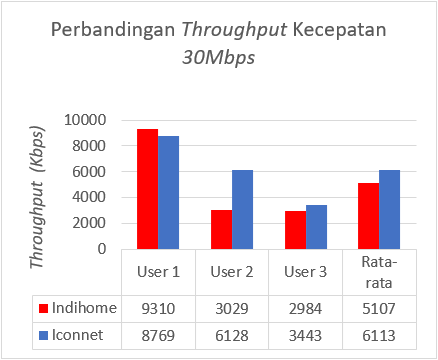 Perbandingan Throughput Kecepatan
30Mbps
Throughput (Kbps)
10000
8000
6000
4000
2000
0
User 1 User 2 User 3 Rata-
rata
Indihome 9310 3029 2984 5107
Iconnet 8769 6128 3443 6113